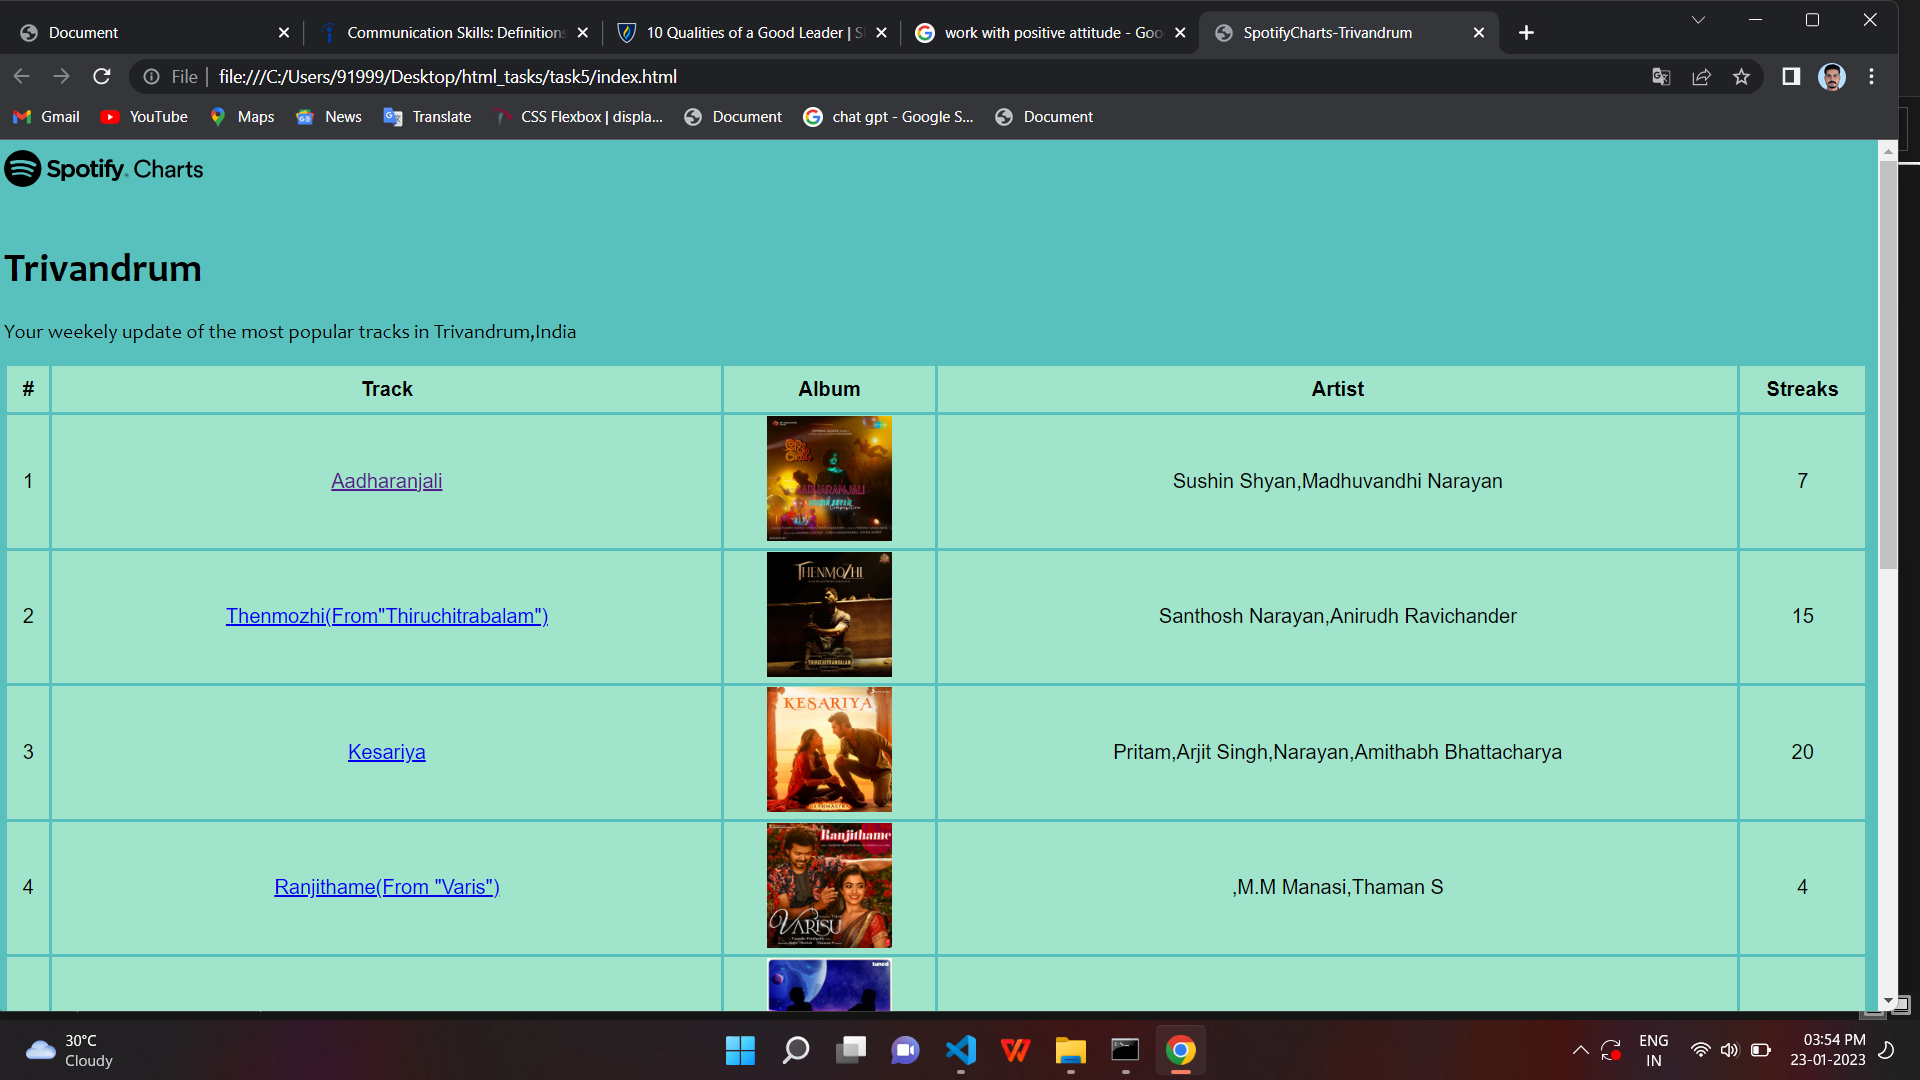 Document
Communication Skills: Definitions
10 Qualities of a Good Leader | S
work with positive attitude - Goo
SpotifyCharts-Trivandrum
File
file:///C:/Users/91999/Desktop/html_tasks/task5/index.html
Gmail
YouTube
Maps
News
Translate
CSS Flexbox | displa...
Document
chat gpt - Google S...
Document
Spotify Charts
Trivandrum
Your weekely update of the most popular tracks in Trivandrum,India
# Track Album Artist Streaks
1 Aadharanjali Sushin Shyan,Madhuvandhi Narayan 7
AADHARANJALI
2 Thenmozhi(From"Thiruchitrabalam") Santhosh Narayan,Anirudh Ravichander 15
THENMOZHI
THIRUCHITRAMBALAM
3 Kesariya Pritam,Arjit Singh,Narayan,Amithabh Bhattacharya 20
KESARIYA
BRAHMASTRA
4 Ranjithame(From "Varis") ,M.M Manasi,Thaman S 4
Ranjithame
VARISU
tuned
30°C
Cloudy
ENG
IN
03:54 PM
23-01-2023